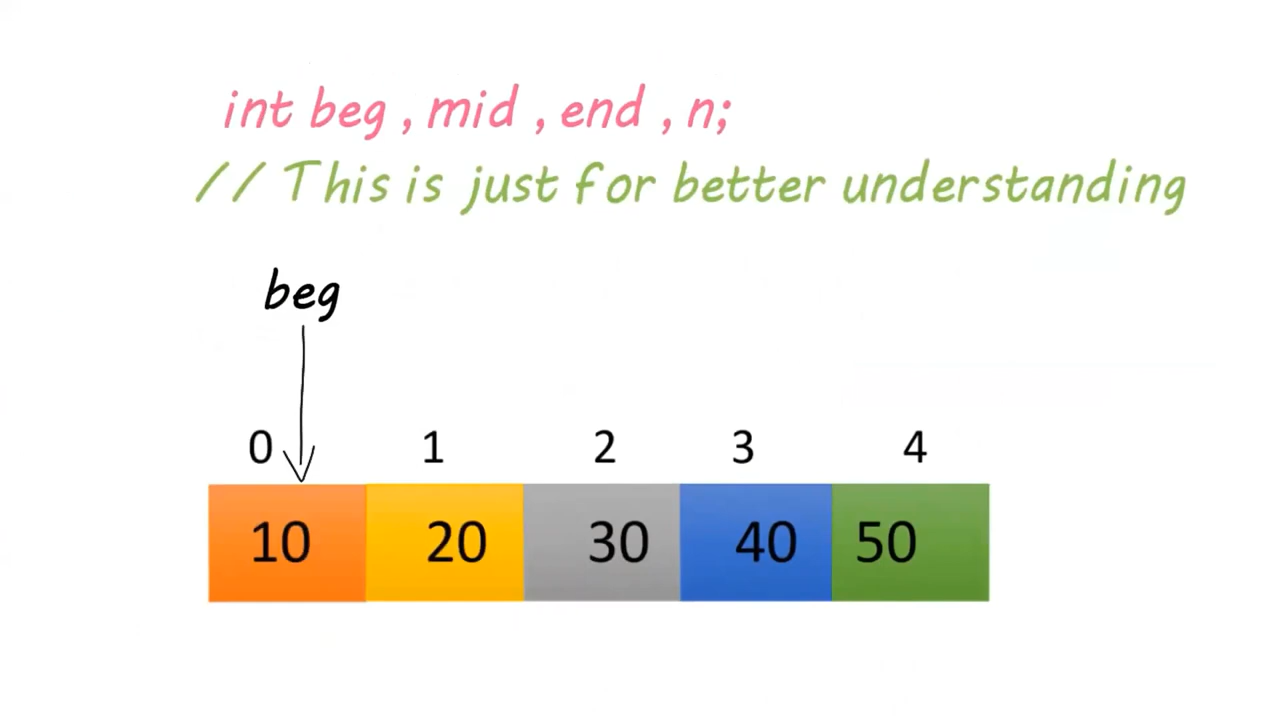 int beg , mid , end , n;
// This is just for better understanding
beg
0 1 2 3 4
10 20 30 40 50